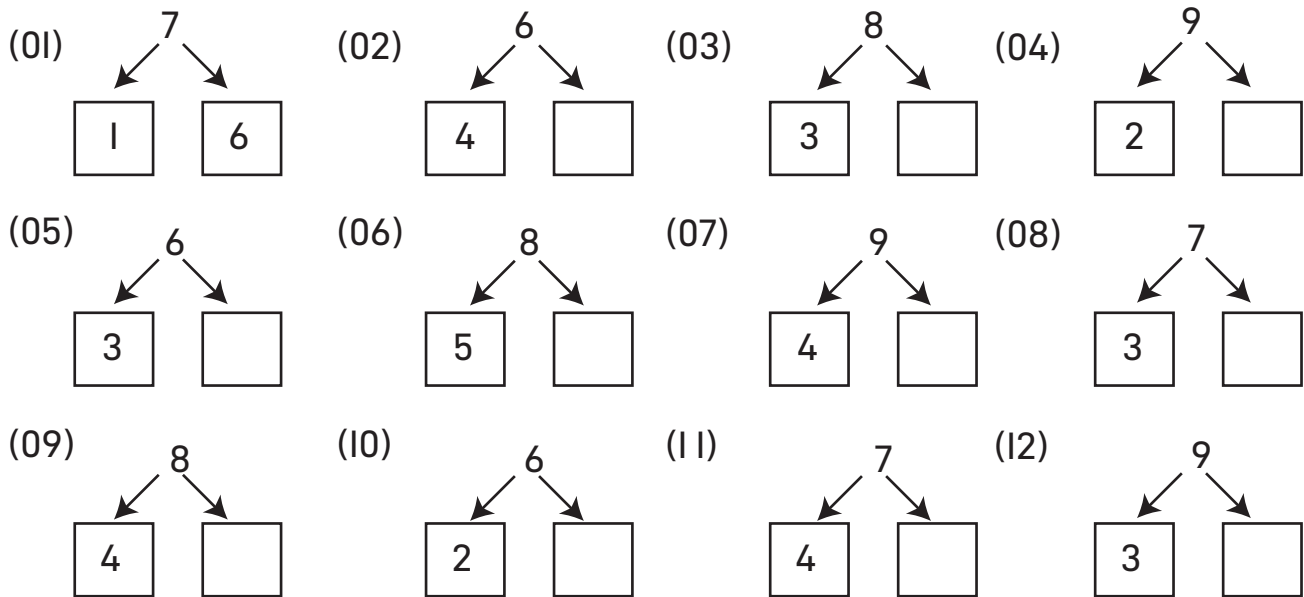 (01) 7 (02) 6 (03) 8 (04) 9
1 6 4 3 2
(05) 6 (06) 8 (07) 9 (08) 7
3 5 4 3
(09) 8 (10) 6 (11) 7 (12) 9
4 2 4 3